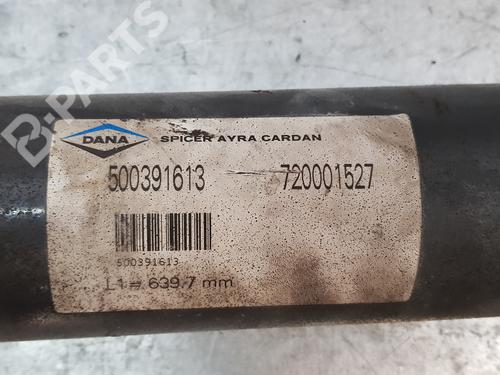 DANA SPICER AYRA CARDAN
500391613 720001527
500391613
L1= 639.7 mm
B-PARTS